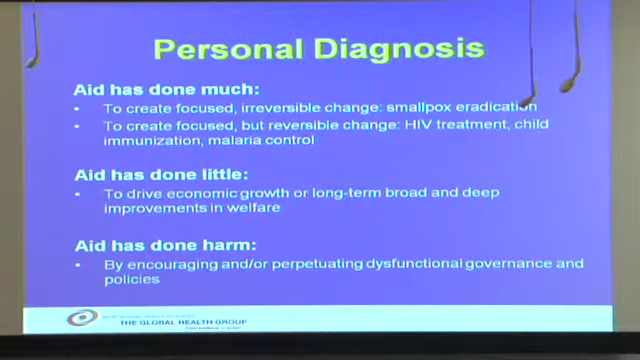 Personal Diagnosis
Aid has done much:
• To create focused, irreversible change: smallpox eradication
• To create focused, but reversible change: HIV treatment, child
immunization, malaria control
Aid has done little:
• To drive economic growth or long-term broad and deep
improvements in welfare
Aid has done harm:
• By encouraging and/or perpetuating dysfunctional governance and
policies
THE GLOBAL HEALTH GROUP